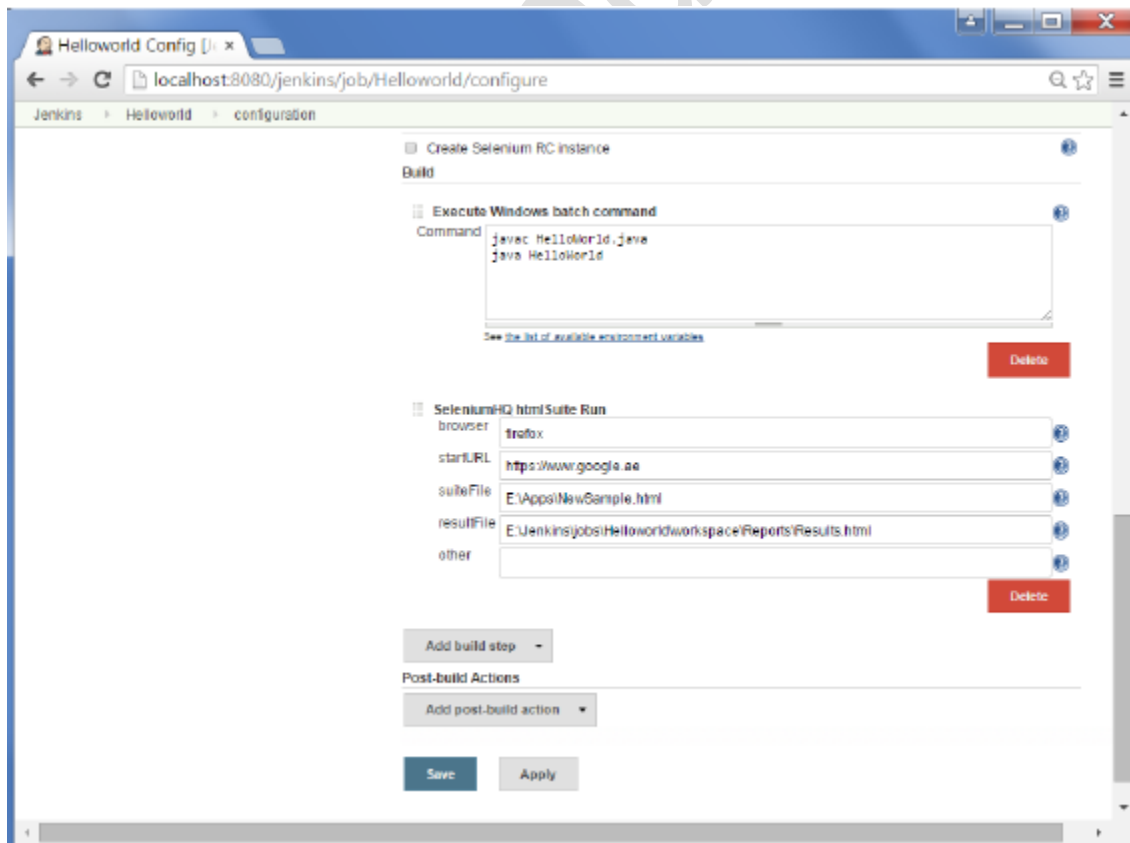 Helloworld Config [J
localhost:8080/jenkins/job/Helloworld/configure
Jenkins Helloworld configuration
Create Selenium RC instance
Build
Execute Windows batch command
Command
javac HelloWorld.java
java HelloWorld
See the list of available environment variables
Delete
SeleniumHQ htmlSuite Run
browser firefox
startURL https://www.google.ae
suiteFile E:\Apps\NewSample.html
resultFile E:\Jenkins\jobs\Helloworld\workspace\Reports\Results.html
other
Delete
Add build step
Post-build Actions
Add post-build action
Save Apply